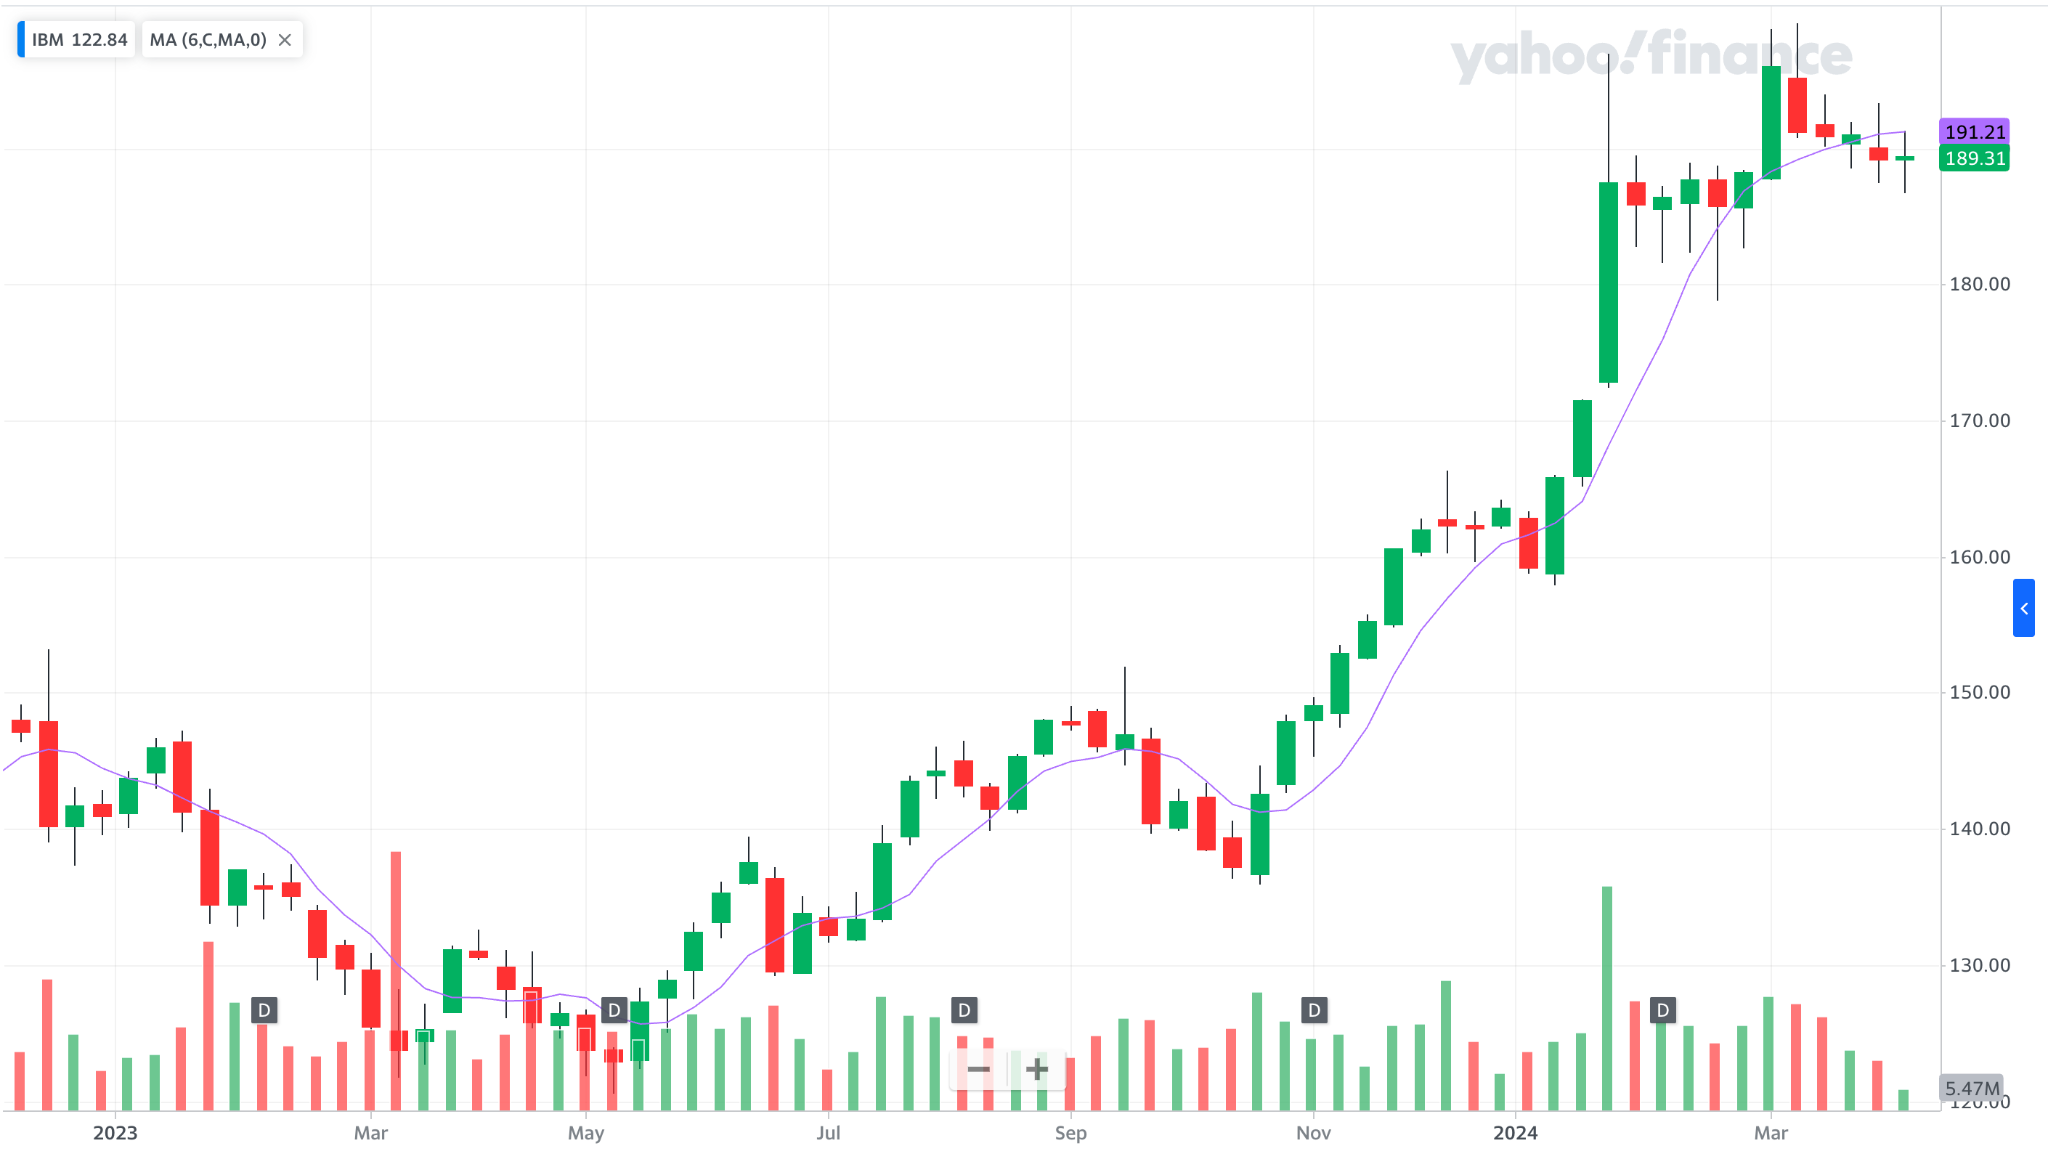 IBM 122.84 MA (6,C,MA,0)
yahoo!finance
191.21
189.31
180.00
170.00
160.00
150.00
140.00
130.00
D D D D D
5.47M
120.00
2023 Mar May Jul Sep Nov 2024 Mar